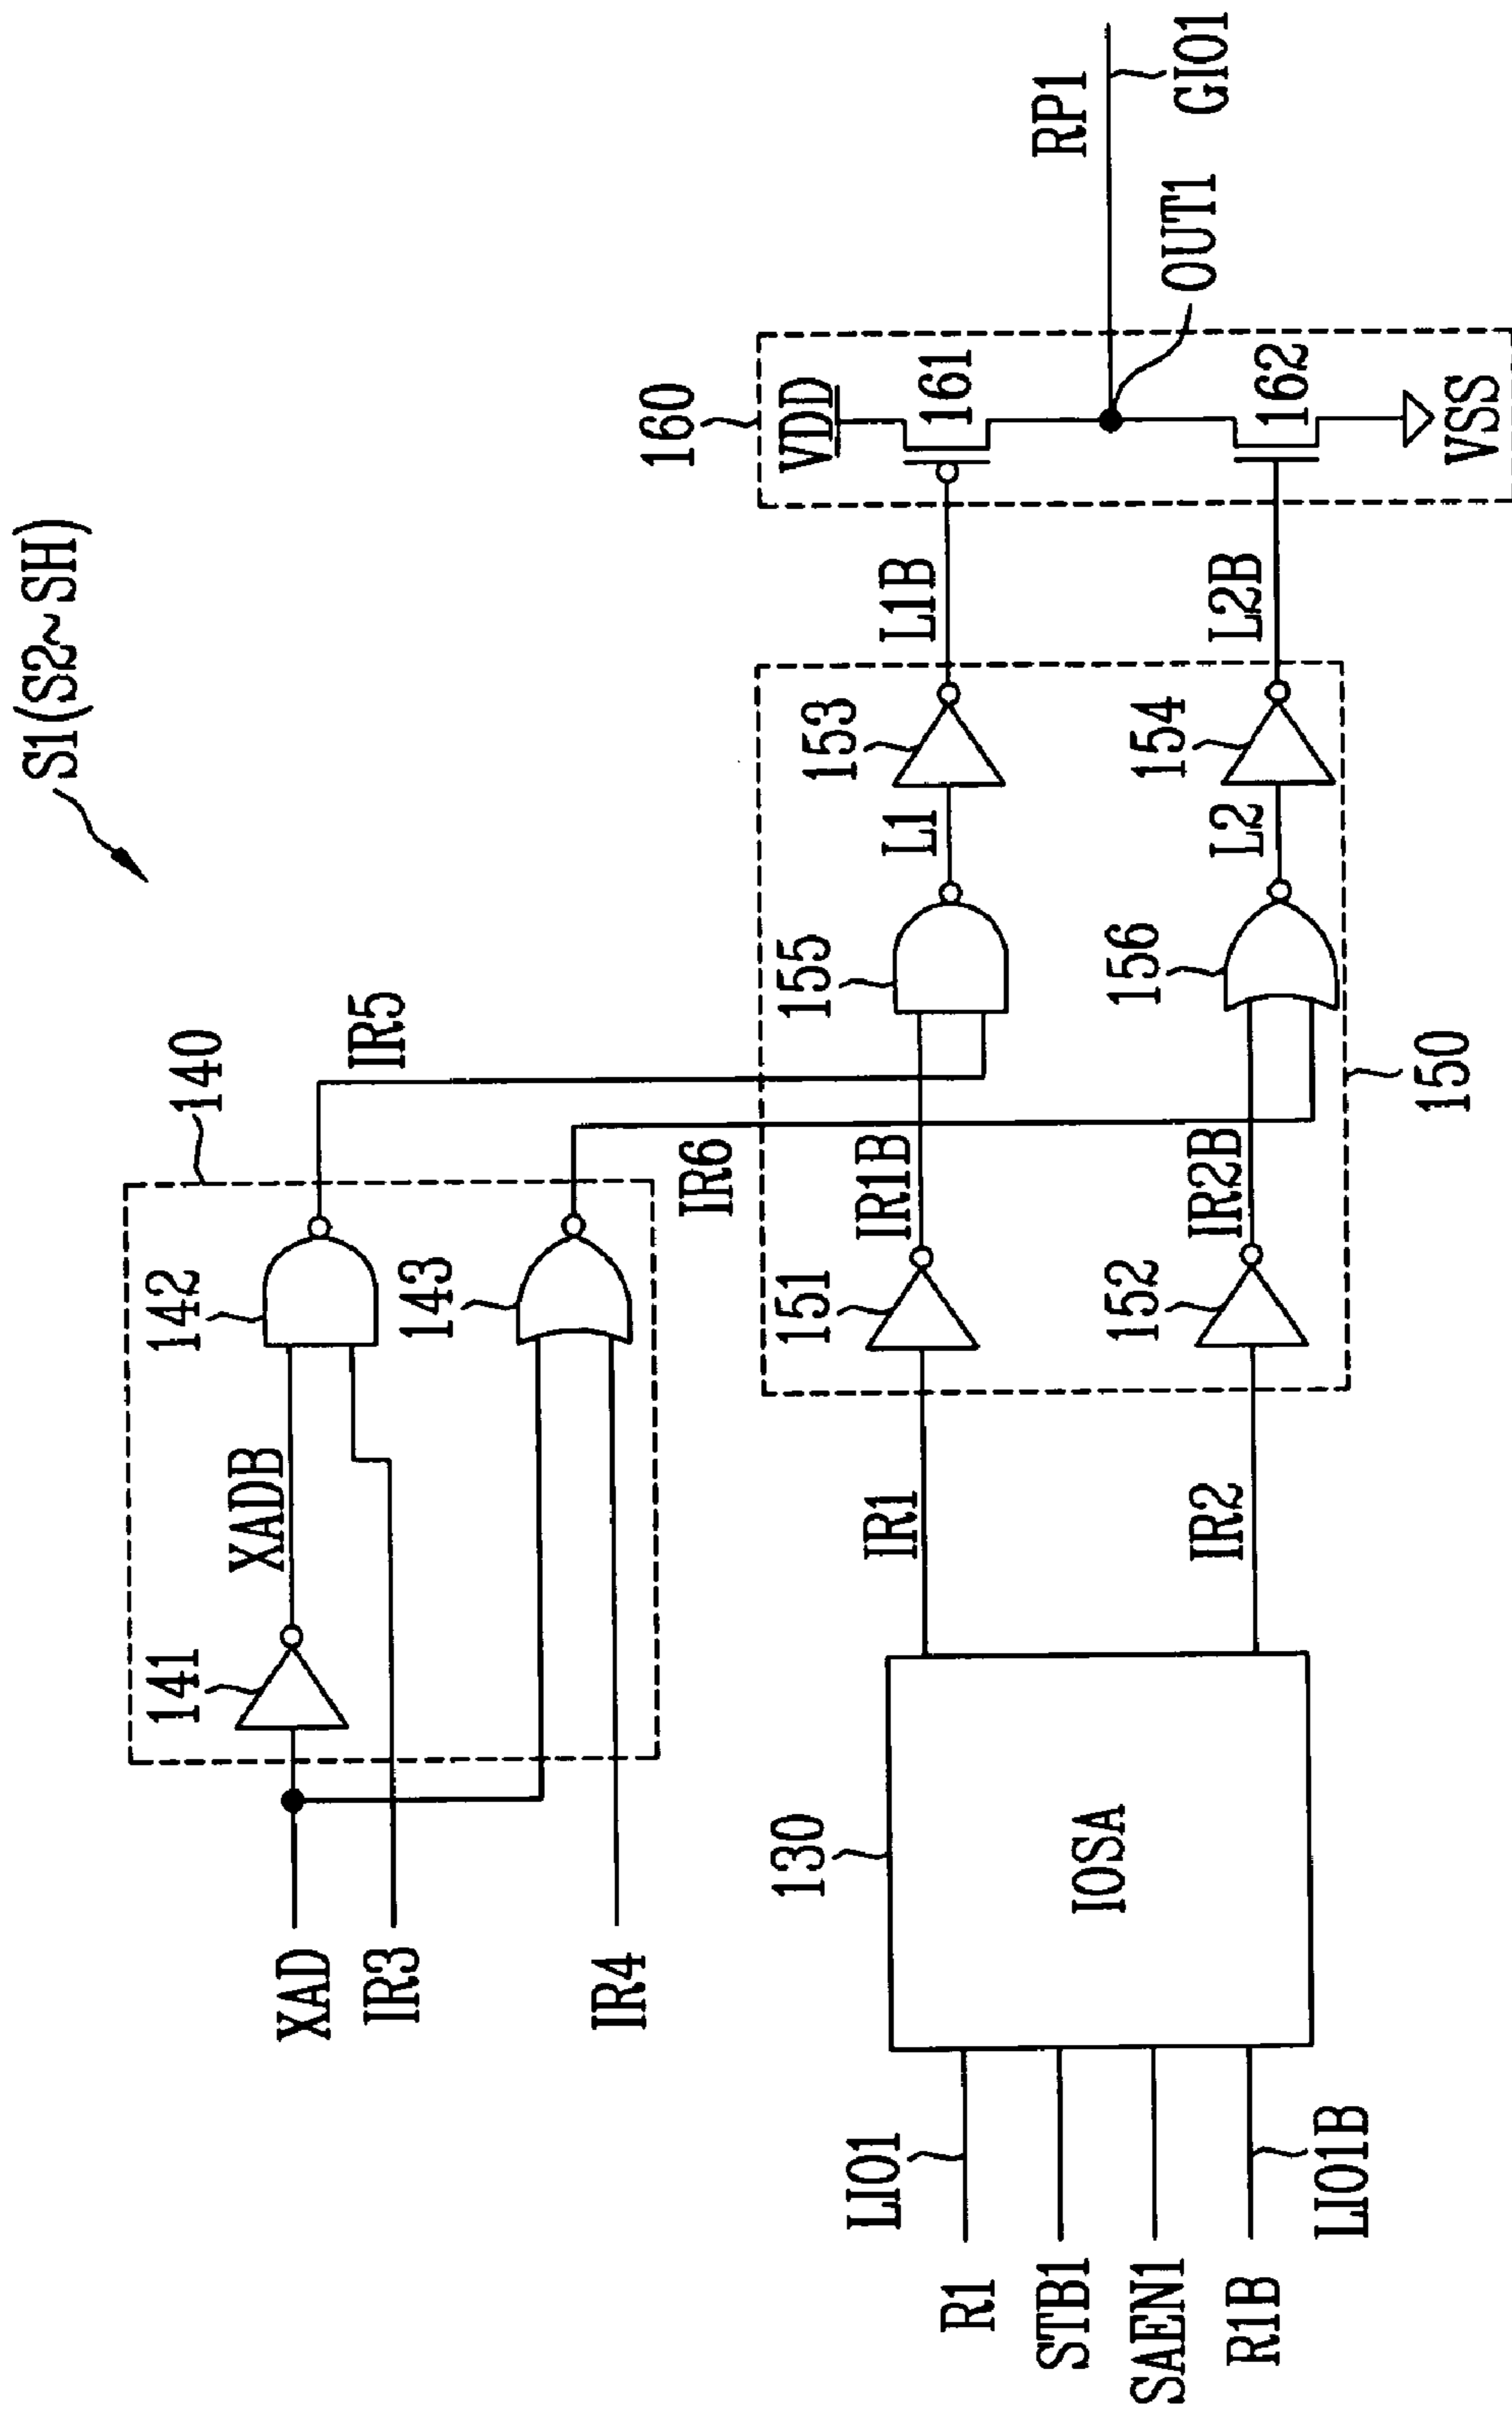 S1(S2~SH)
140
141
XADB
142
143
IR5
XAD
IR3
IR4
IR6
130
IOSA
LIO1
R1
STB1
SAEN1
R1B
LIO1B
IR1
IR2
151
IR1B
152
IR2B
155
156
L1
L2
153
154
150
L1B
L2B
160
VDD
161
162
VSS
OUT1
RP1
GIO1